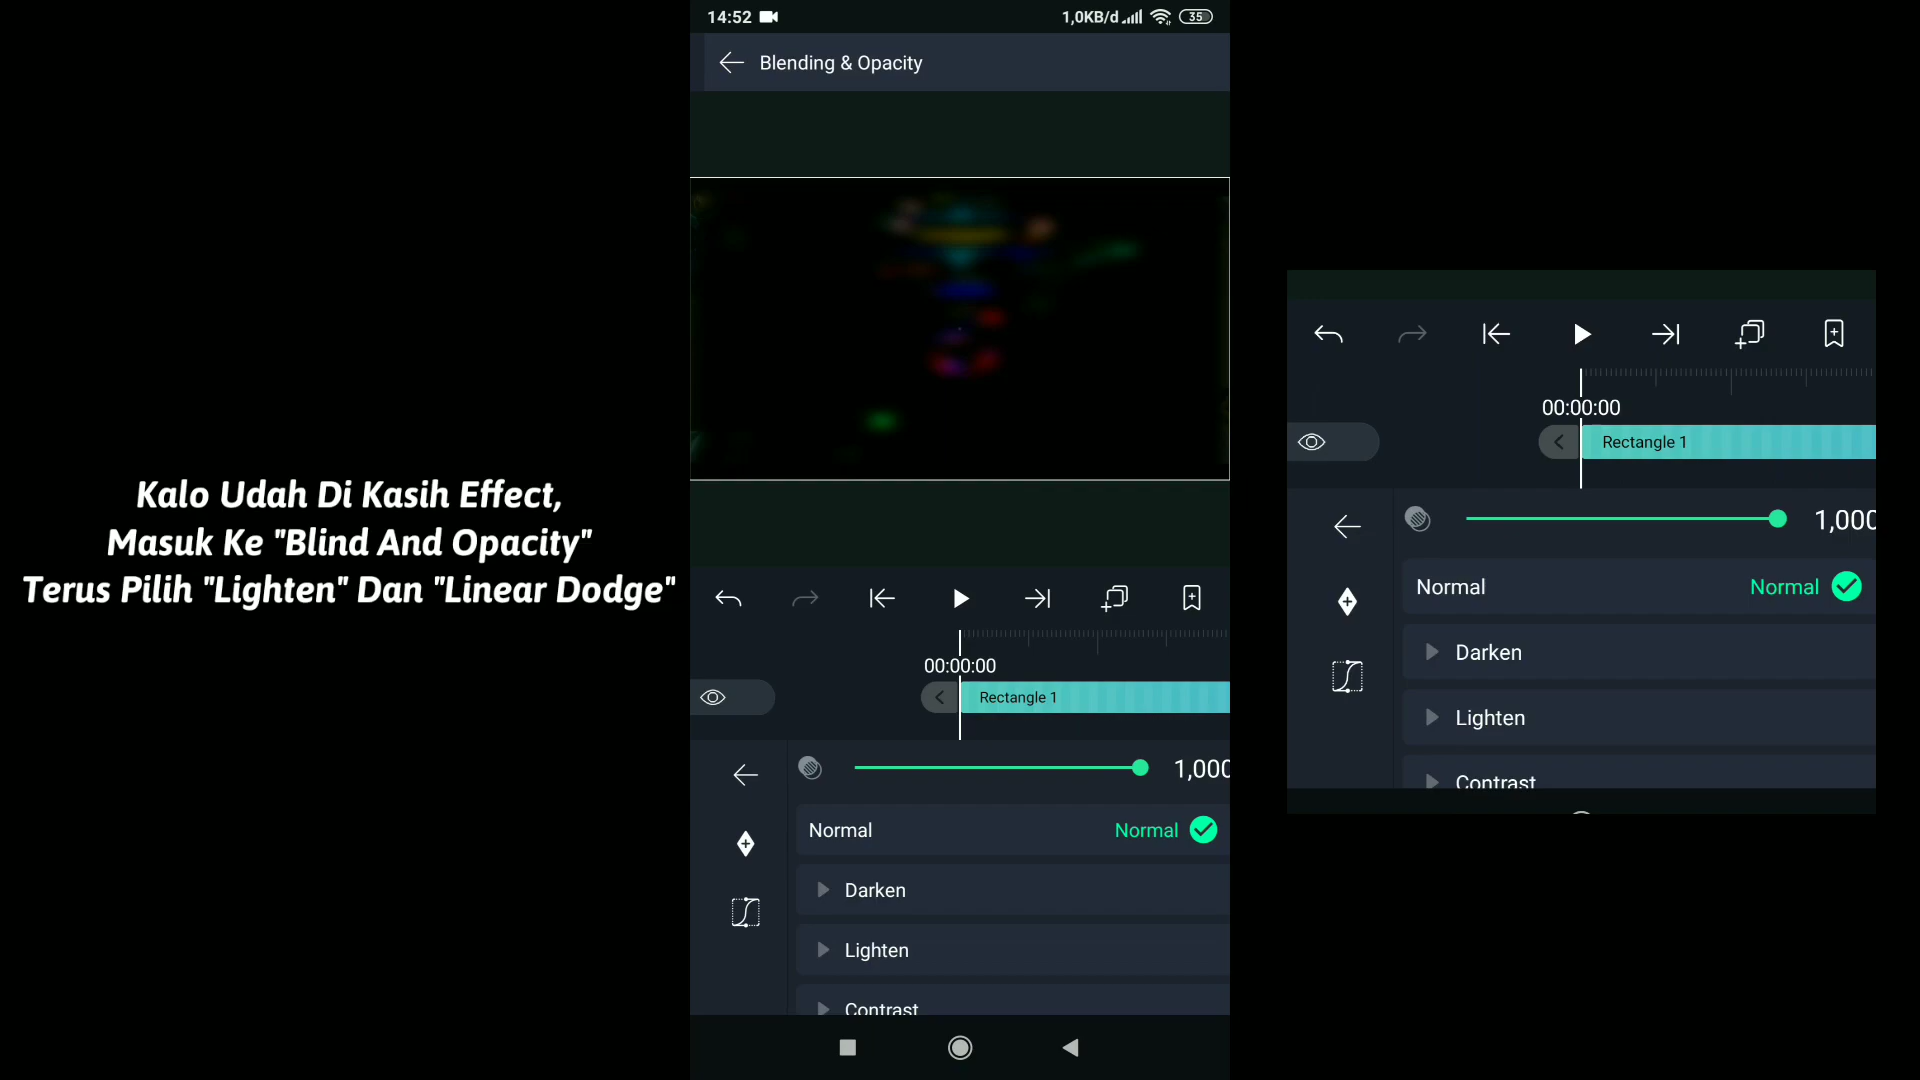 Kalo Udah Di Kasih Effect,
Masuk Ke "Blind And Opacity"
Terus Pilih "Lighten" Dan "Linear Dodge"
14:52
1,0KB/d
35
Blending & Opacity
00:00:00
Rectangle 1
1,000
Normal Normal
Darken
Lighten
Contrast
00:00:00
Rectangle 1
1,000
Normal Normal
Darken
Lighten
Contrast